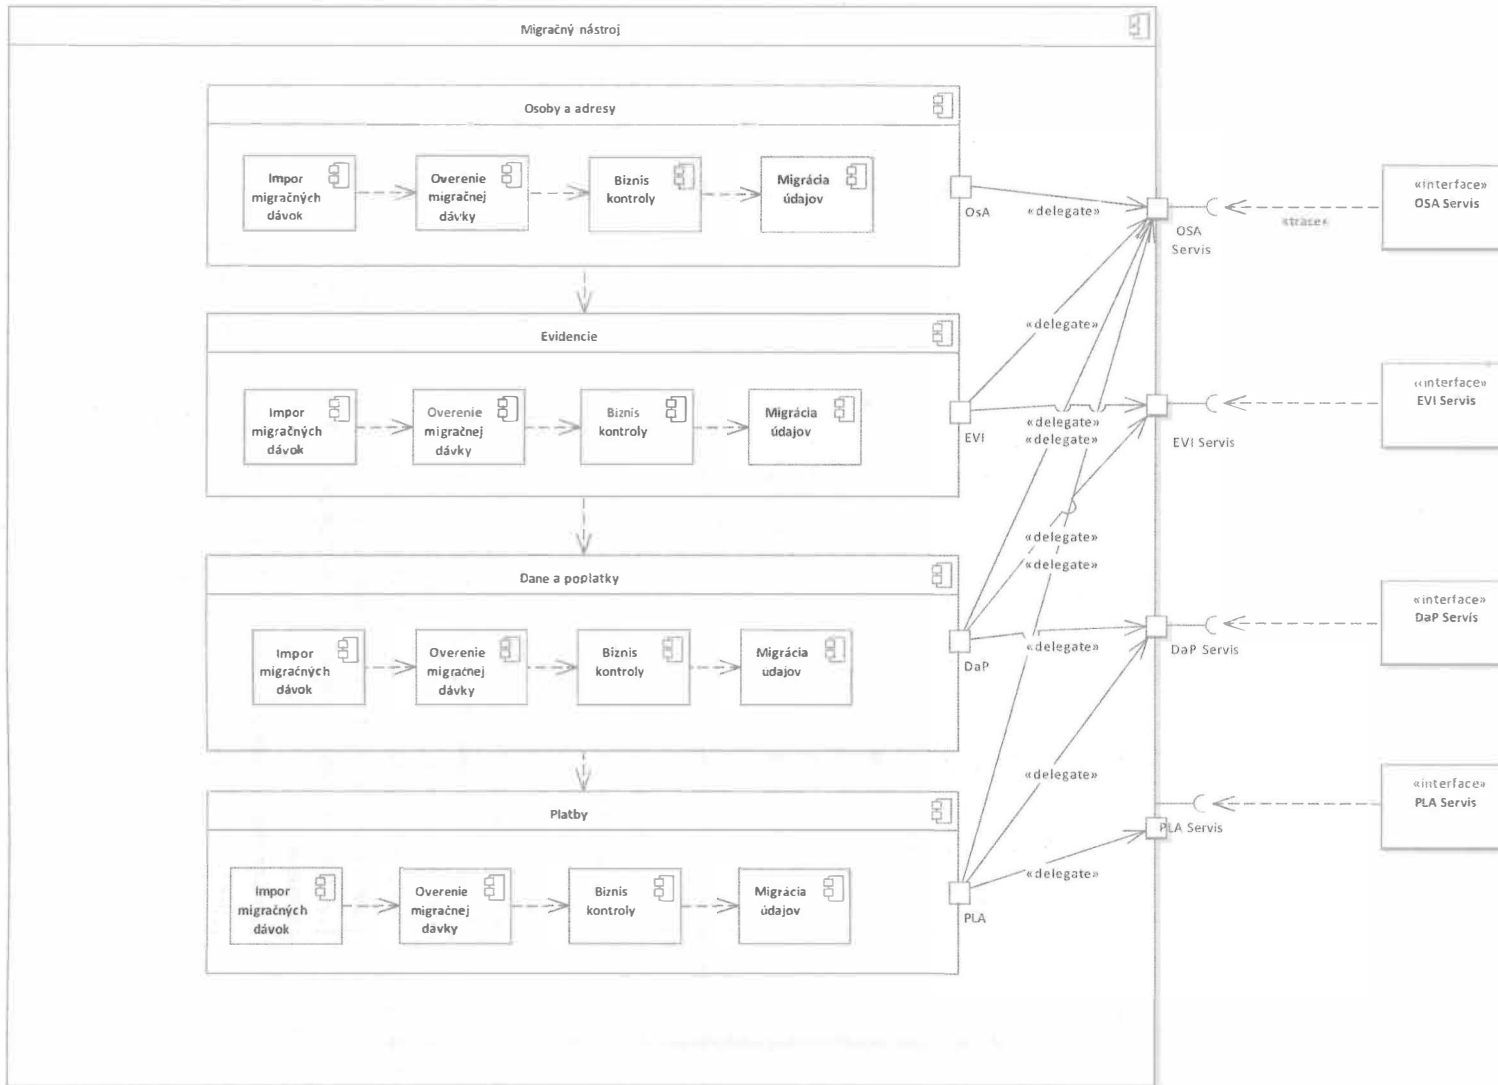 Migračný nástroj
Osoby a adresy
Impor
migračných
dávok
Overenie
migračnej
dávky
Biznis
kontroly
Migrácia
údajov
OsA
«delegate»
OSA
Servis
«trace»
«interface»
OSA Servis
«delegate»
Evidencie
Impor
migračných
dávok
Overenie
migračnej
dávky
Biznis
kontroly
Migrácia
údajov
EVI
«delegate»
«delegate»
EVI Servis
«interface»
EVI Servis
«delegate»
«delegate»
Dane a poplatky
Impor
migračných
dávok
Overenie
migračnej
dávky
Biznis
kontroly
Migrácia
údajov
DaP
«delegate»
DaP Servis
«interface»
DaP Servis
«delegate»
Platby
Impor
migračných
dávok
Overenie
migračnej
davky
Biznis
kontroly
Migrácia
údajov
PLA
«delegate»
PLA Servis
«interface»
PLA Servis